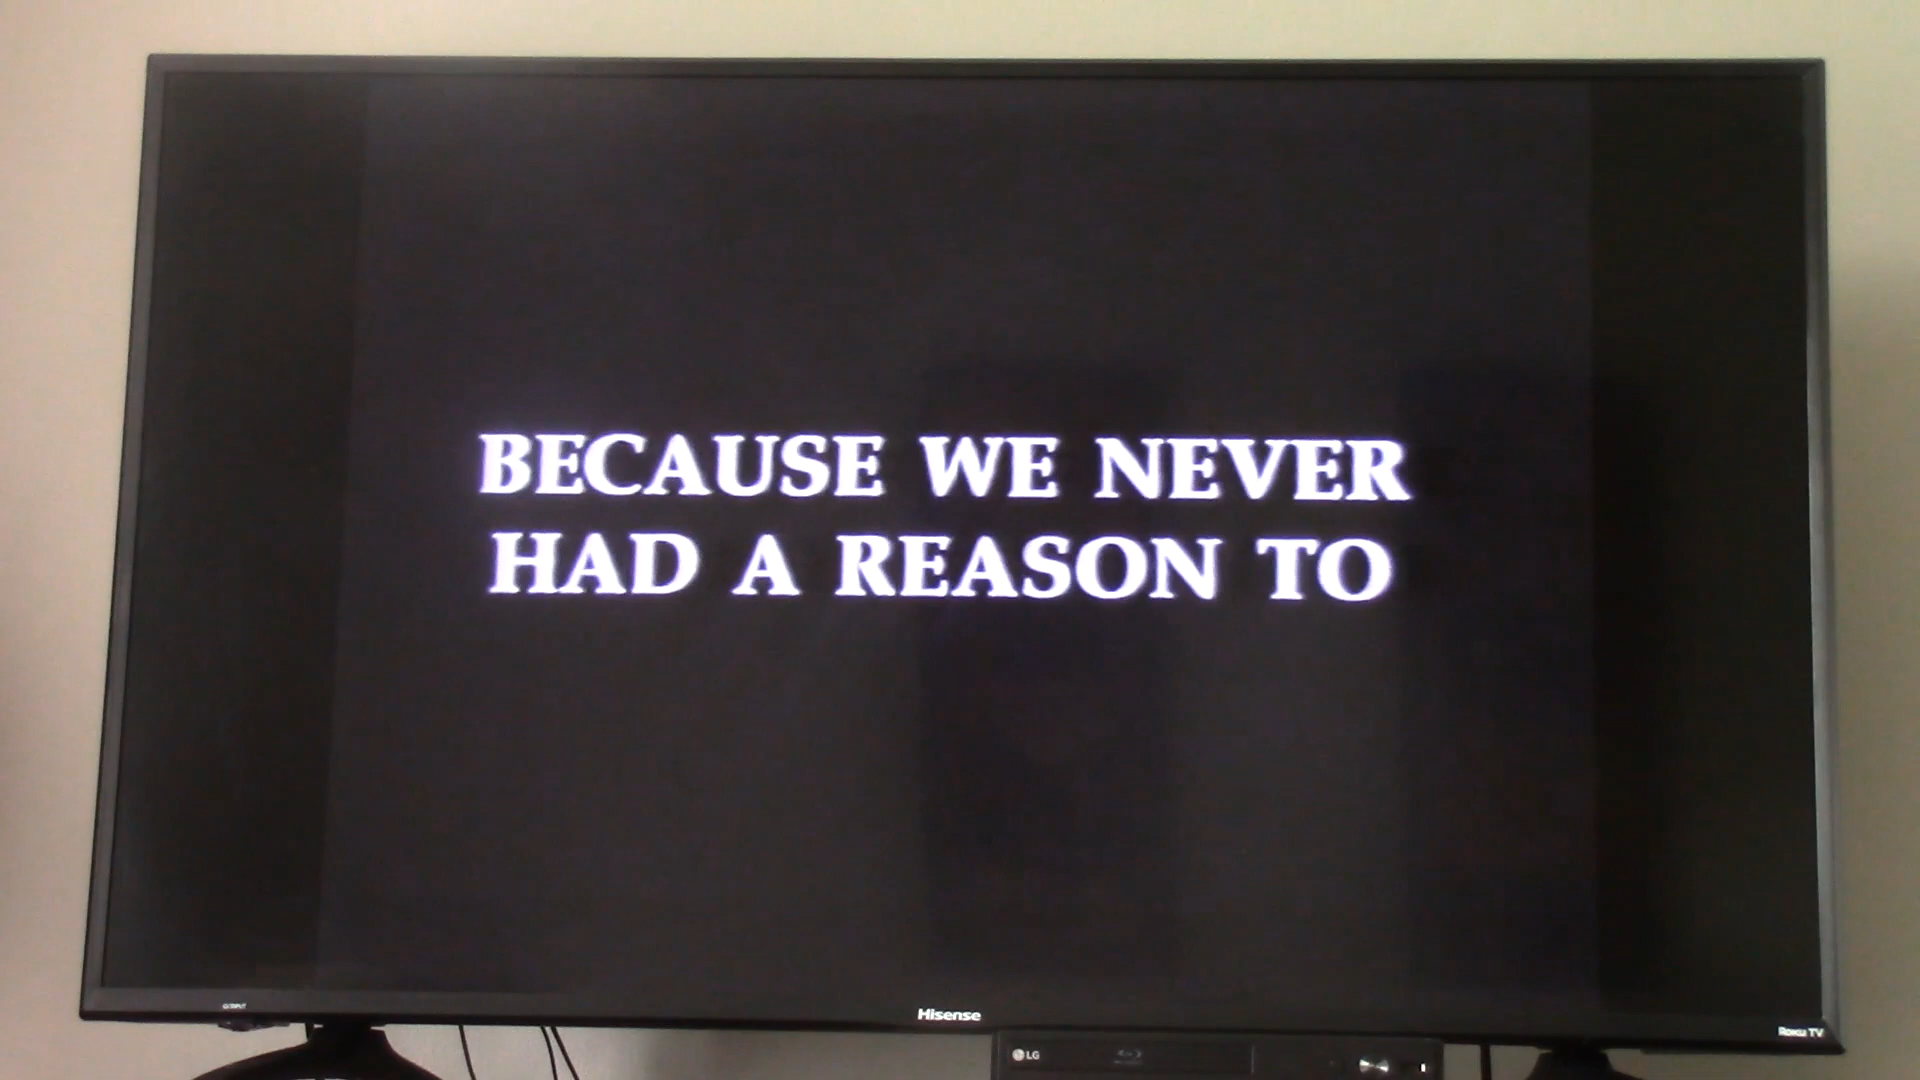 BECAUSE WE NEVER
HAD A REASON TO
Hisense
Roku TV
LG